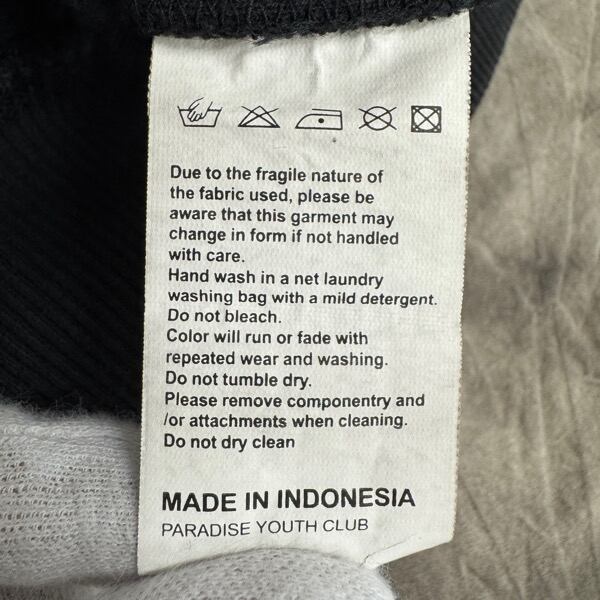 Due to the fragile nature of
the fabric used, please be
aware that this garment may
change in form if not handled
with care.
Hand wash in a net laundry
washing bag with a mild detergent.
Do not bleach.
Color will run or fade with
repeated wear and washing.
Do not tumble dry.
Please remove componentry and
/or attachments when cleaning.
Do not dry clean
MADE IN INDONESIA
PARADISE YOUTH CLUB